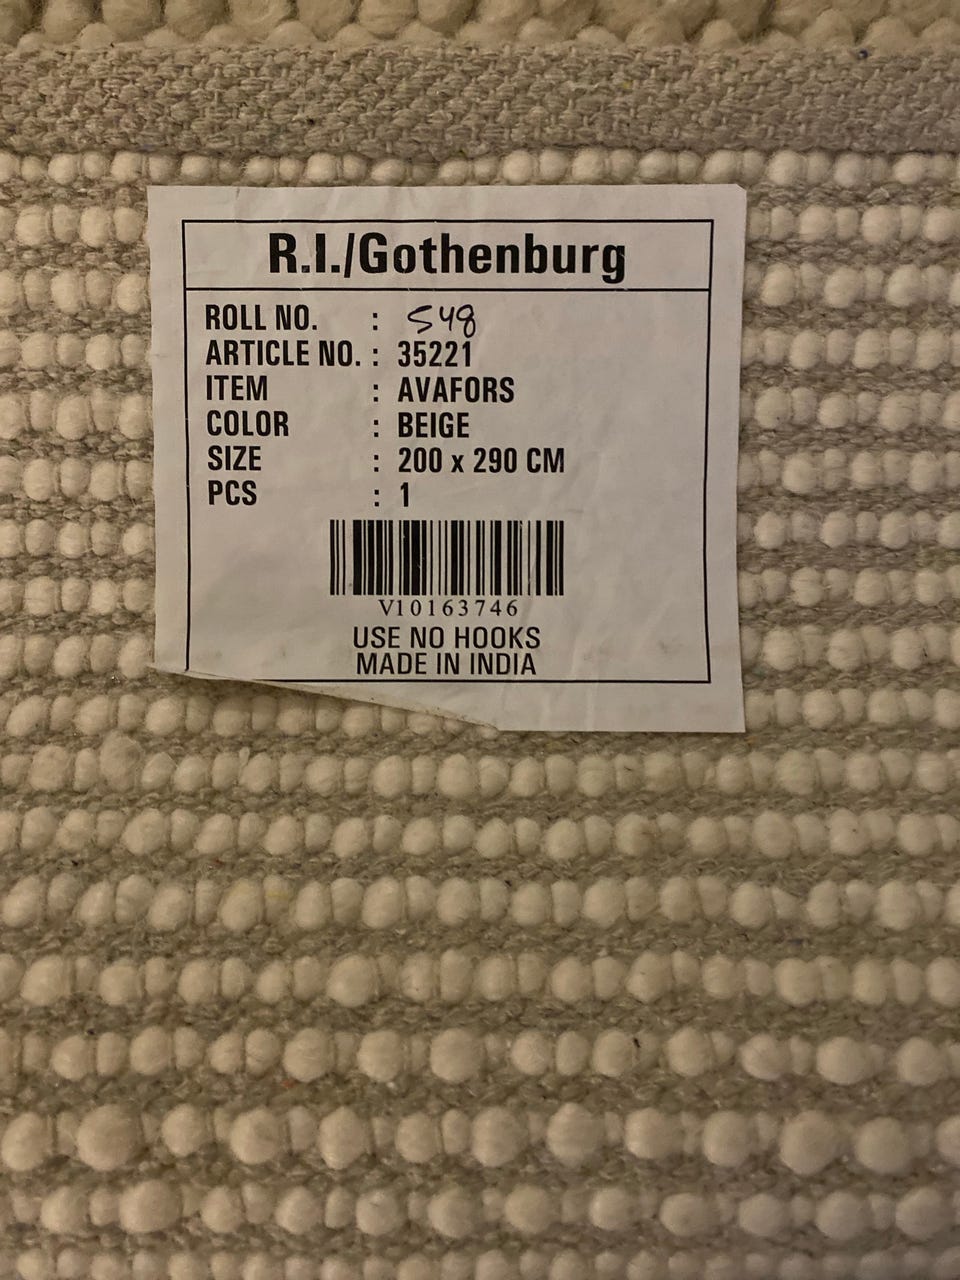 R.I./Gothenburg
ROLL NO. : 548
ARTICLE NO. : 35221
ITEM : AVAFORS
COLOR : BEIGE
SIZE : 200 x 290 CM
PCS : 1
V10163746
USE NO HOOKS
MADE IN INDIA